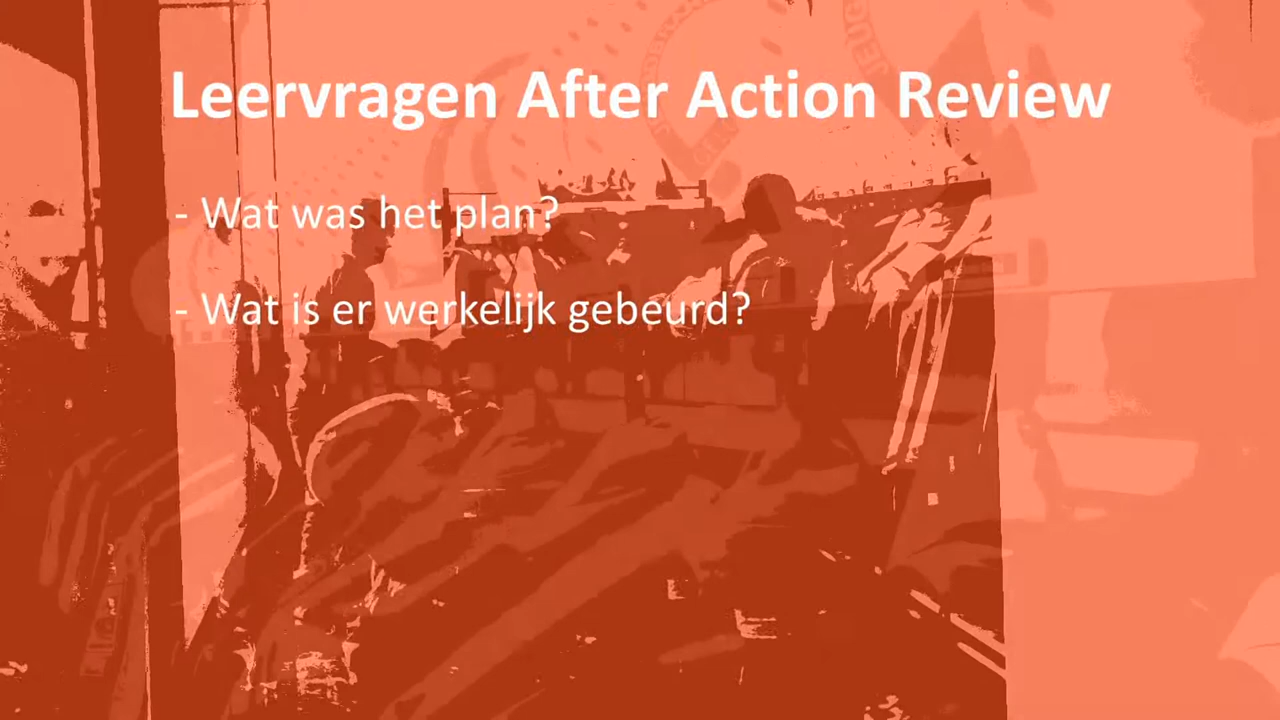 Leervragen After Action Review
- Wat was het plan?
- Wat is er werkelijk gebeurd?